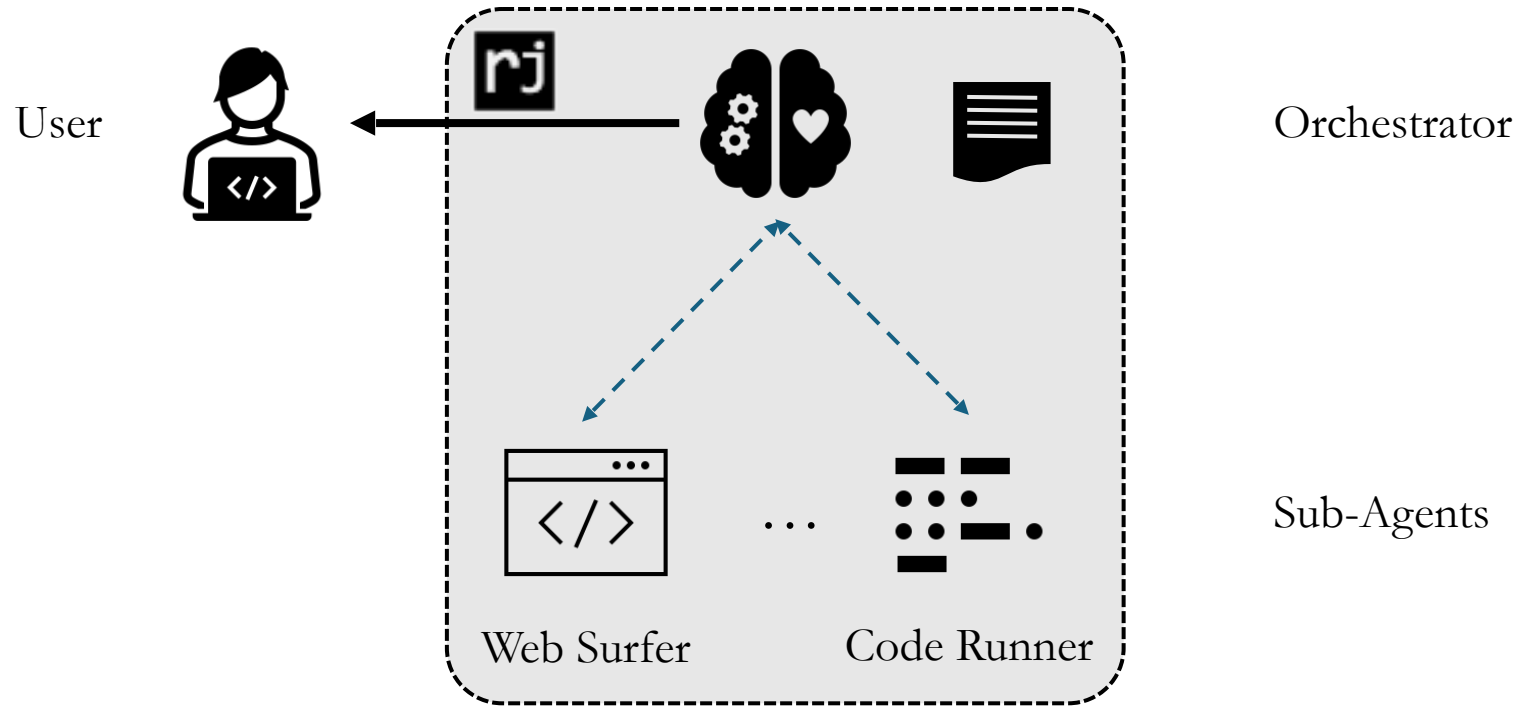 rj
User
</>
Orchestrator
</>
...
Sub-Agents
Web Surfer
Code Runner